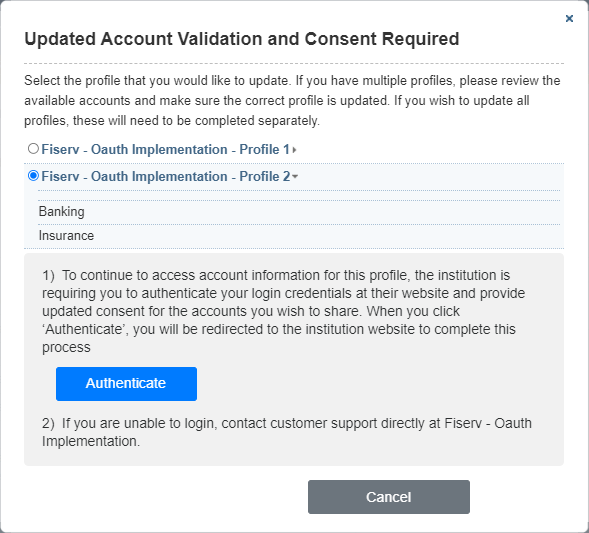 ×
Updated Account Validation and Consent Required
Select the profile that you would like to update. If you have multiple profiles, please review the
available accounts and make sure the correct profile is updated. If you wish to update all
profiles, these will need to be completed separately.
Fiserv - Oauth Implementation - Profile 1
Fiserv - Oauth Implementation - Profile 2
Banking
Insurance
1)  To continue to access account information for this profile, the institution is
requiring you to authenticate your login credentials at their website and provide
updated consent for the accounts you wish to share. When you click
‘Authenticate’, you will be redirected to the institution website to complete this
process
Authenticate
2)  If you are unable to login, contact customer support directly at Fiserv - Oauth
Implementation.
Cancel